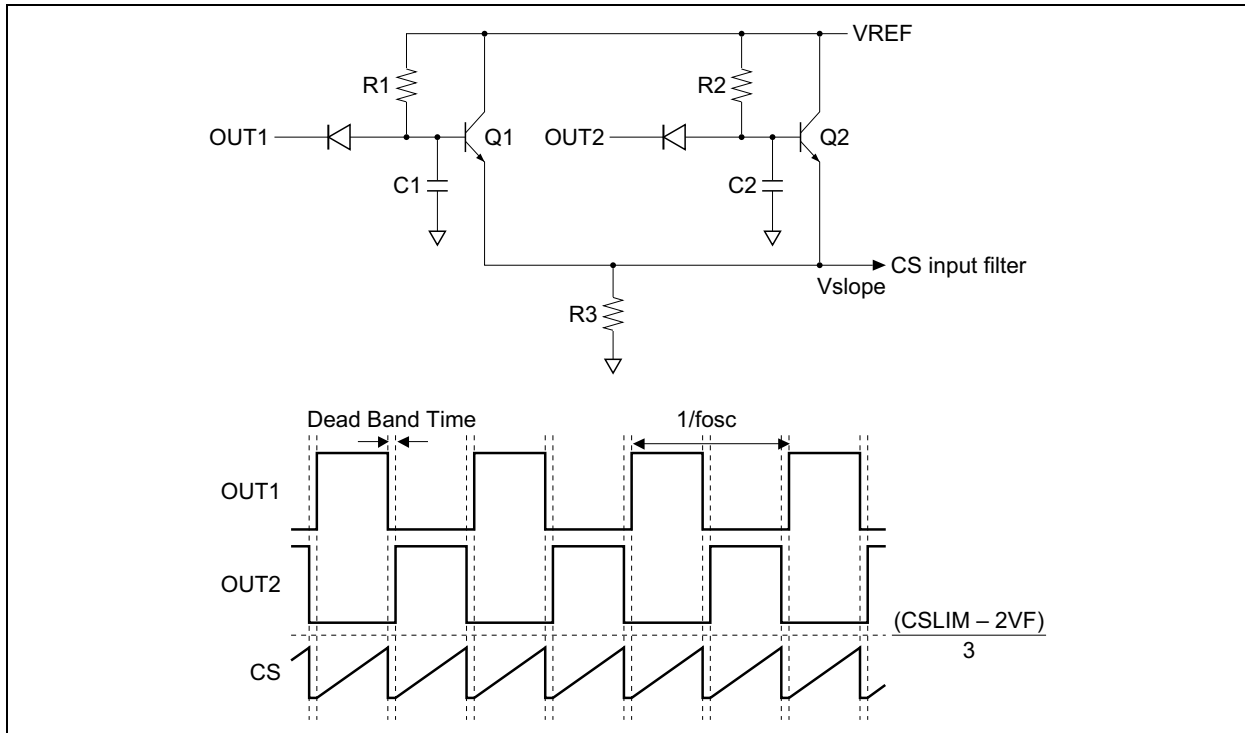 VREF
R1
R2
OUT1
Q1
OUT2
Q2
C1
C2
CS input filter
Vslope
R3
Dead Band Time
1/fosc
OUT1
OUT2
(CSLIM – 2VF)
3
CS